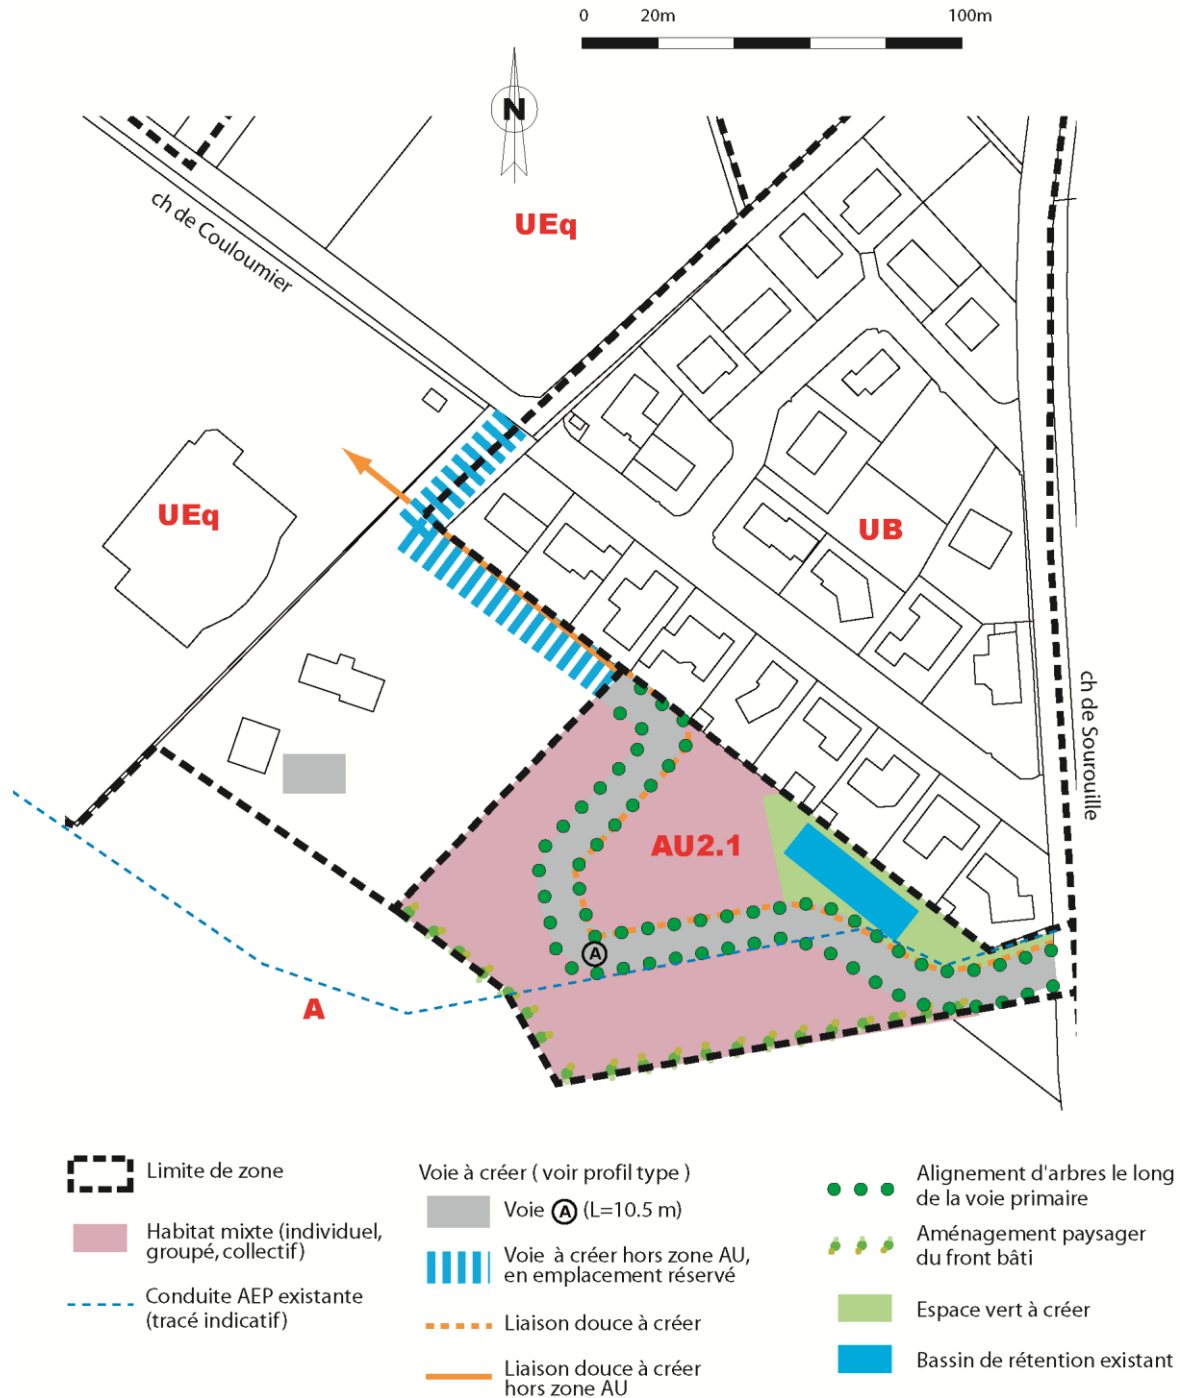 0 20m 100m
N
ch de Couloumier
UEq
UEq
UB
ch de Sourouille
AU2.1
A
A
Limite de zone
Habitat mixte (individuel,
groupé, collectif)
Conduite AEP existante
(tracé indicatif)
Voie à créer ( voir profil type )
Voie A (L=10.5 m)
Voie à créer hors zone AU,
en emplacement réservé
Liaison douce à créer
Liaison douce à créer
hors zone AU
Alignement d'arbres le long
de la voie primaire
Aménagement paysager
du front bâti
Espace vert à créer
Bassin de rétention existant